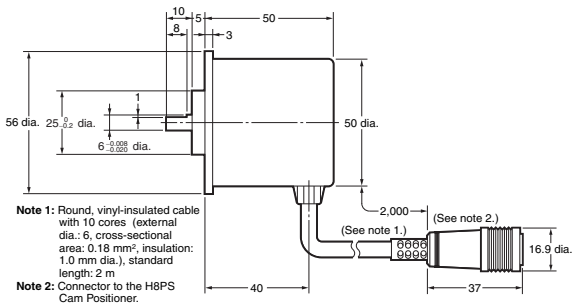 10
5
50
8
3
1
56 dia.
25 0 -0.2 dia.
6 -0.008 -0.020 dia.
50 dia.
2,000
(See note 1.)
(See note 2.)
16.9 dia.
40
37
Note 1: Round, vinyl-insulated cable
with 10 cores (external
dia.: 6, cross-sectional
area: 0.18 mm², insulation:
1.0 mm dia.), standard
length: 2 m
Note 2: Connector to the H8PS
Cam Positioner.